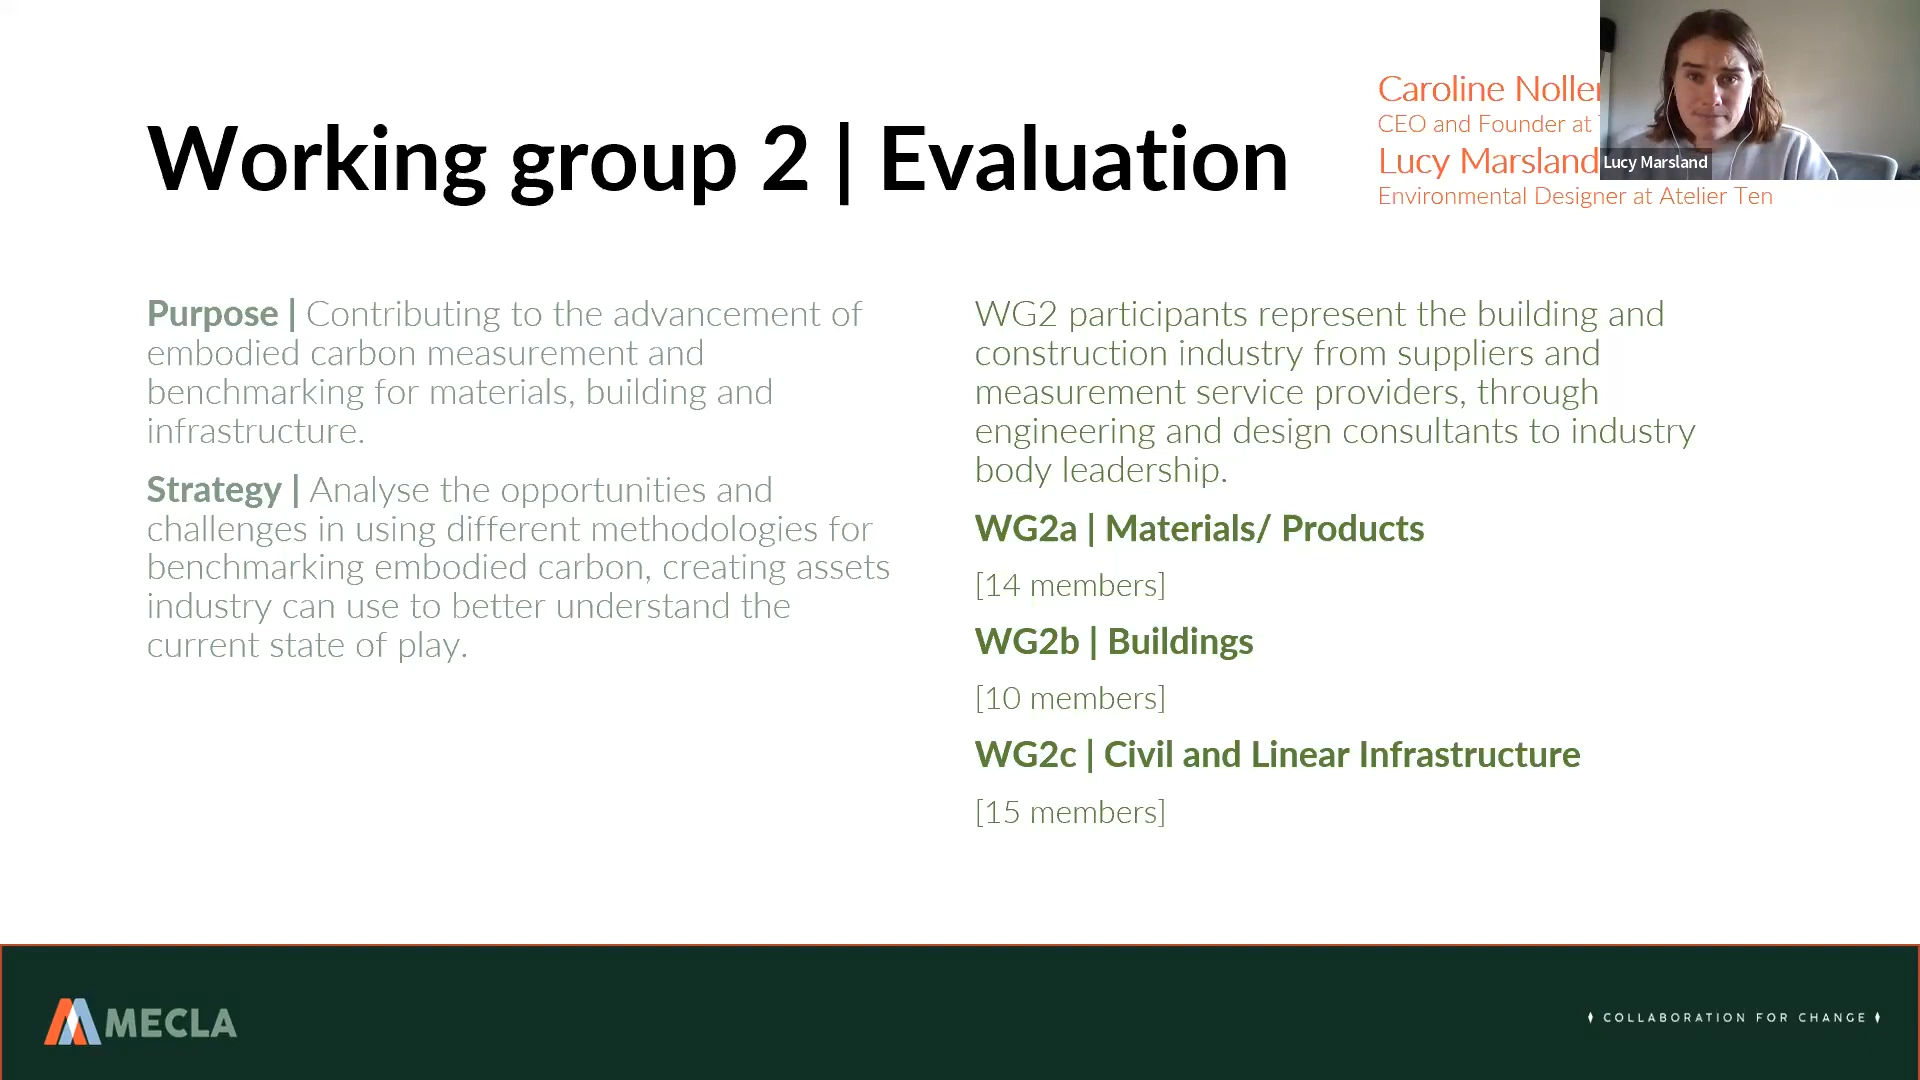 Working group 2 | Evaluation
Caroline Noller
CEO and Founder at
Lucy Marsland
Environmental Designer at Atelier Ten
Lucy Marsland
Purpose | Contributing to the advancement of
embodied carbon measurement and
benchmarking for materials, building and
infrastructure.
Strategy | Analyse the opportunities and
challenges in using different methodologies for
benchmarking embodied carbon, creating assets
industry can use to better understand the
current state of play.
WG2 participants represent the building and
construction industry from suppliers and
measurement service providers, through
engineering and design consultants to industry
body leadership.
WG2a | Materials/ Products
[14 members]
WG2b | Buildings
[10 members]
WG2c | Civil and Linear Infrastructure
[15 members]
MECLA
COLLABORATION FOR CHANGE